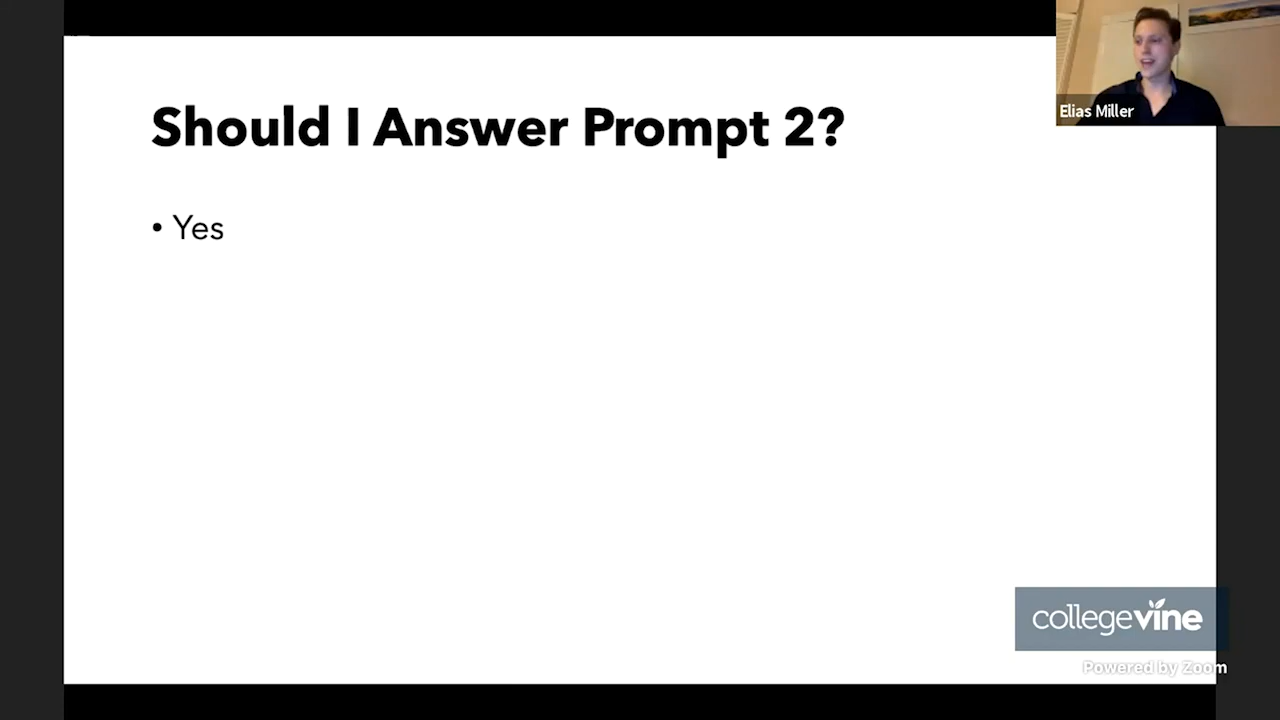 Should I Answer Prompt 2?
• Yes
Elias Miller
collegevine
Powered by Zoom